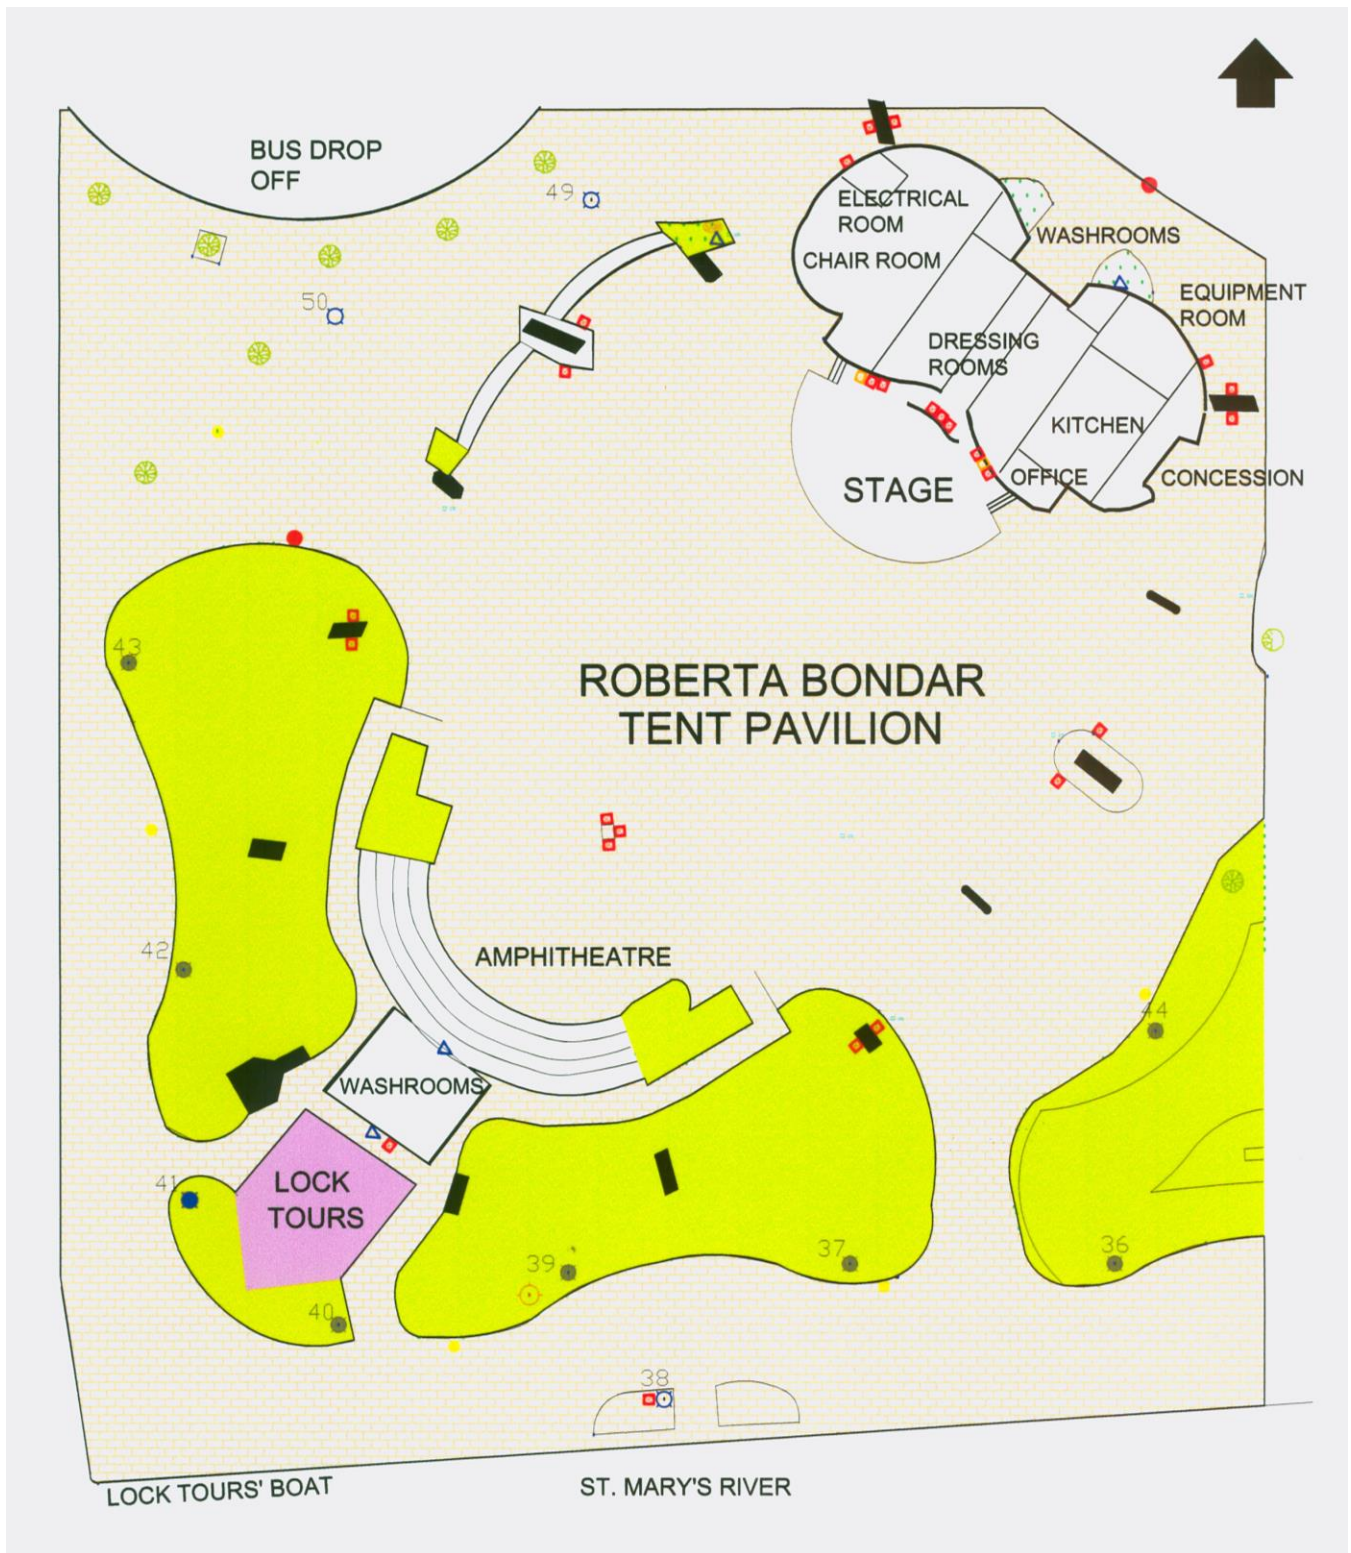 BUS DROP
OFF
49
ELECTRICAL
ROOM
WASHROOMS
CHAIR ROOM
EQUIPMENT
ROOM
50
DRESSING
ROOMS
KITCHEN
OFFICE
CONCESSION
STAGE
43
ROBERTA BONDAR
TENT PAVILION
42
AMPHITHEATRE
44
WASHROOMS
41
LOCK
TOURS
39
37
36
40
38
LOCK TOURS' BOAT
ST. MARY'S RIVER